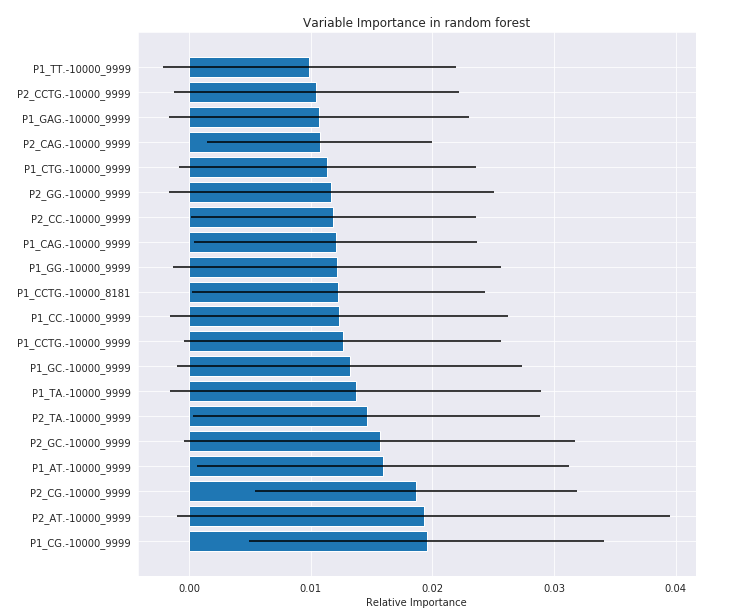 Variable Importance in random forest
P1_TT.-10000_9999
P2_CCTG.-10000_9999
P1_GAG.-10000_9999
P2_CAG.-10000_9999
P1_CTG.-10000_9999
P2_GG.-10000_9999
P2_CC.-10000_9999
P1_CAG.-10000_9999
P1_GG.-10000_9999
P1_CCTG.-10000_8181
P1_CC.-10000_9999
P1_CCTG.-10000_9999
P1_GC.-10000_9999
P1_TA.-10000_9999
P2_TA.-10000_9999
P2_GC.-10000_9999
P1_AT.-10000_9999
P2_CG.-10000_9999
P2_AT.-10000_9999
P1_CG.-10000_9999
0.00 0.01 0.02 0.03 0.04
Relative Importance